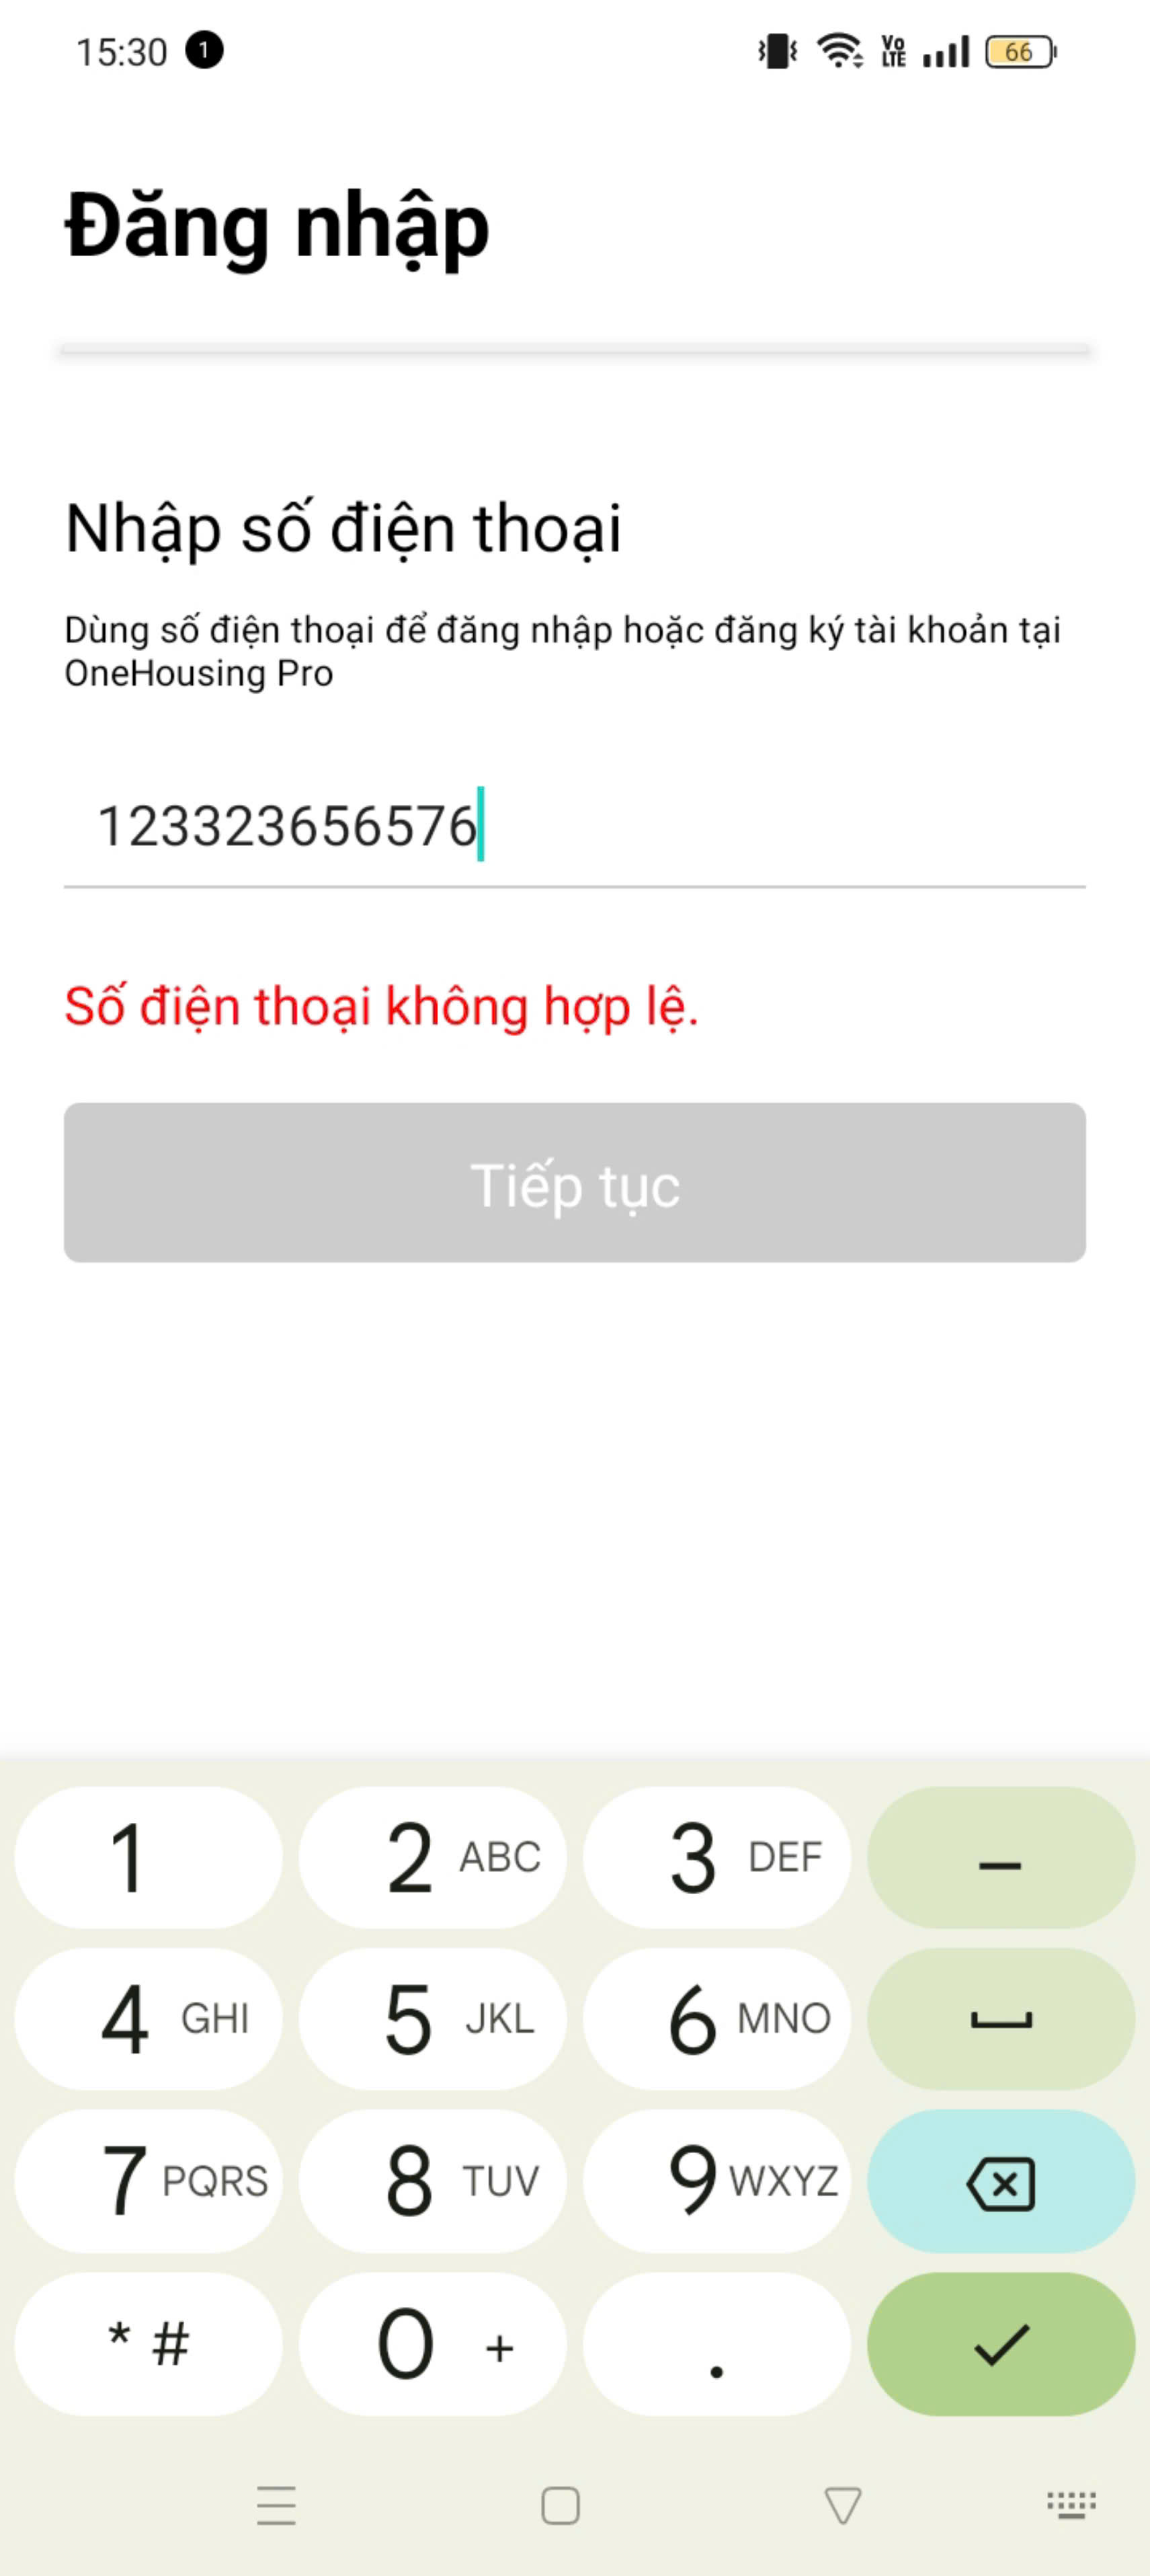 15:30 1 Vo LTE 66
Đăng nhập
Nhập số điện thoại
Dùng số điện thoại để đăng nhập hoặc đăng ký tài khoản tại
OneHousing Pro
123323656576
Số điện thoại không hợp lệ.
Tiếp tục
1 2 ABC 3 DEF –
4 GHI 5 JKL 6 MNO
7 PQRS 8 TUV 9 WXYZ
* # 0 + .